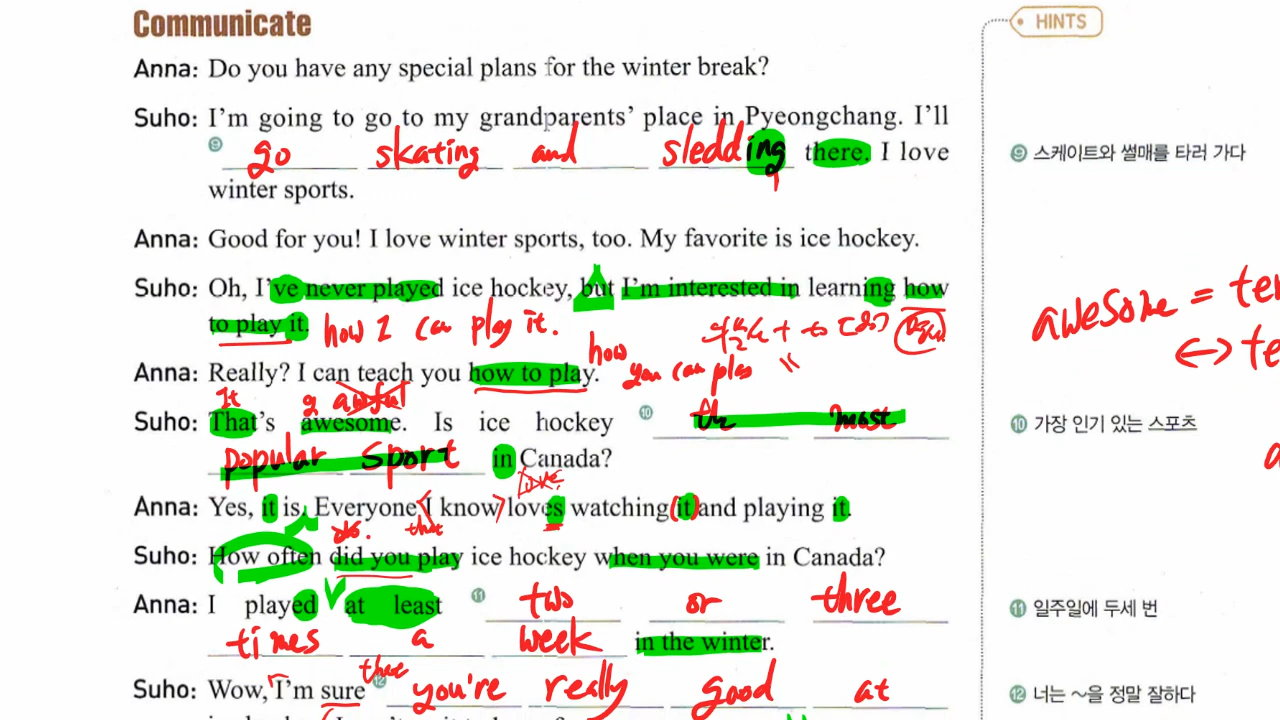 Communicate
HINTS
Anna: Do you have any special plans for the winter break?
Suho: I'm going to go to my grandparents' place in Pyeongchang. I'll
⑨ go skating and sledding there. I love
⑨ 스케이트와 썰매를 타러 가다
winter sports.
Anna: Good for you! I love winter sports, too. My favorite is ice hockey.
Suho: Oh, I've never played ice hockey, but I'm interested in learning how
to play it. how I can play it.
awesome =
how
Anna: Really? I can teach you how to play. you can play
It awful
Suho: That's awesome. Is ice hockey ⑩ the most
⑩ 가장 인기 있는 스포츠
popular sport in Canada?
Anna: Yes, it is. Everyone I know loves watching (it) and playing it.
that
Suho: How often did you play ice hockey when you were in Canada?
Anna: I played at least ⑪ two or three
⑪ 일주일에 두세 번
times a week in the winter.
that
Suho: Wow, I'm sure ⑫ you're really good at
⑫ 너는 ~을 정말 잘하다